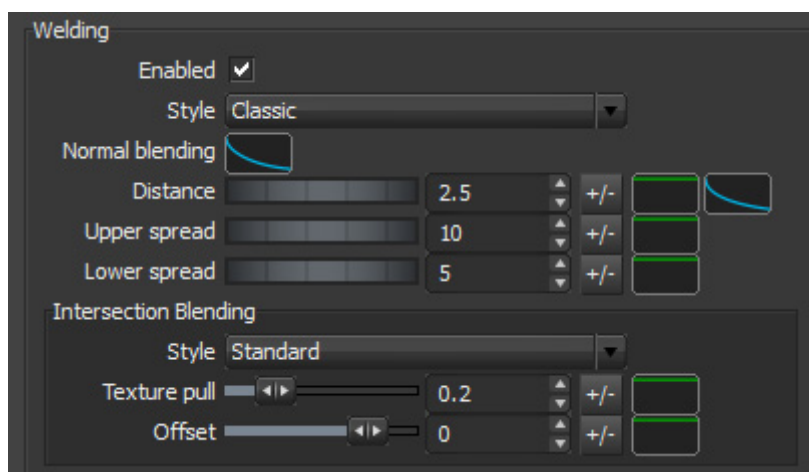 Welding
Enabled
Style Classic
Normal blending
Distance 2.5 +/-
Upper spread 10 +/-
Lower spread 5 +/-
Intersection Blending
Style Standard
Texture pull 0.2 +/-
Offset 0 +/-